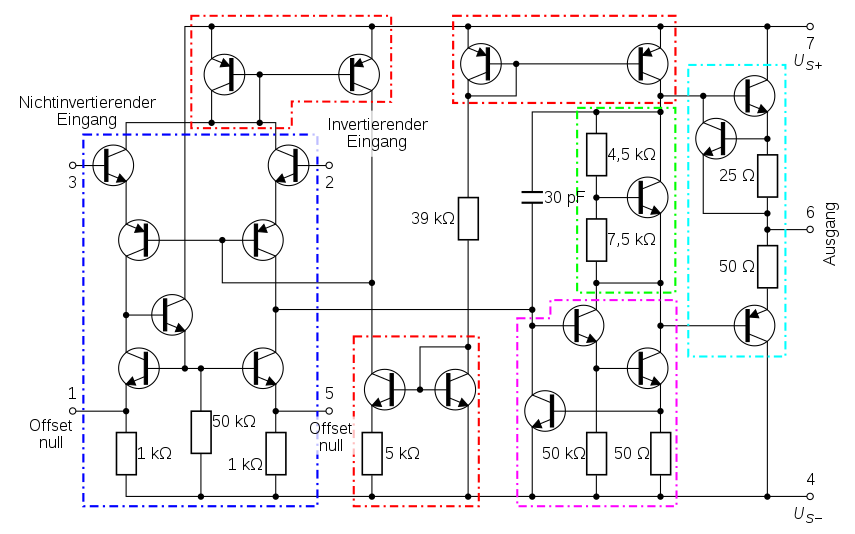 7
U S+
Nichtinvertierender
Eingang
Invertierender
Eingang
3
2
4,5 kΩ
25 Ω
30 pF
39 kΩ
7,5 kΩ
6
Ausgang
50 Ω
1
Offset
null
5
Offset
null
50 kΩ
1 kΩ
1 kΩ
5 kΩ
50 kΩ
50 Ω
4
U S−